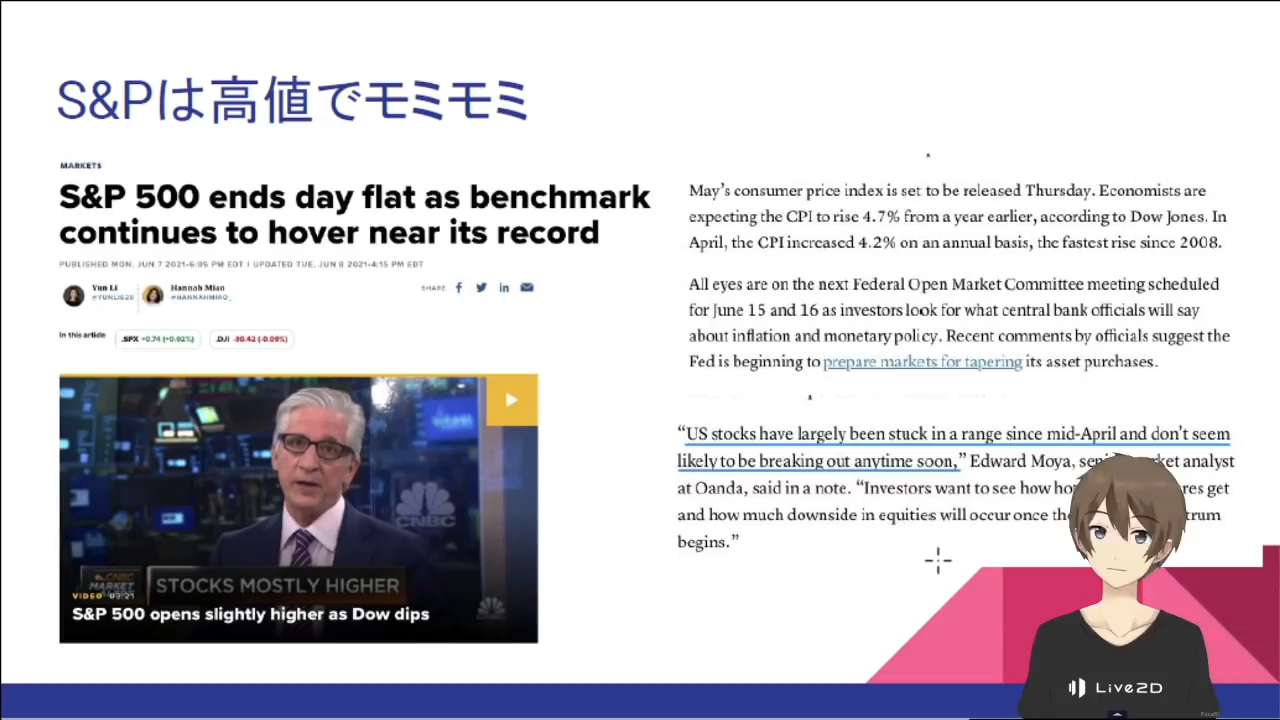 S&Pは高値でモミモミ
MARKETS
S&P 500 ends day flat as benchmark
continues to hover near its record
PUBLISHED MON, JUN 7 2021-6:05 PM EDT | UPDATED TUE, JUN 8 2021-4:15 PM EDT
Yun Li
@YUNLI626
Hannah Miao
@HANNAHMIAO_
SHARE
In this article
.SPX +0.74 (+0.02%)
.DJI -30.42 (-0.09%)
CNBC
CNBC
MARKET
STOCKS MOSTLY HIGHER
VIDEO 03:21
S&P 500 opens slightly higher as Dow dips
May’s consumer price index is set to be released Thursday. Economists are
expecting the CPI to rise 4.7% from a year earlier, according to Dow Jones. In
April, the CPI increased 4.2% on an annual basis, the fastest rise since 2008.
All eyes are on the next Federal Open Market Committee meeting scheduled
for June 15 and 16 as investors look for what central bank officials will say
about inflation and monetary policy. Recent comments by officials suggest the
Fed is beginning to prepare markets for tapering its asset purchases.
“US stocks have largely been stuck in a range since mid-April and don’t seem
likely to be breaking out anytime soon,” Edward Moya, analyst
at Oanda, said in a note. “Investors want to see how get
and how much downside in equities will occur once
begins.”
Live2D